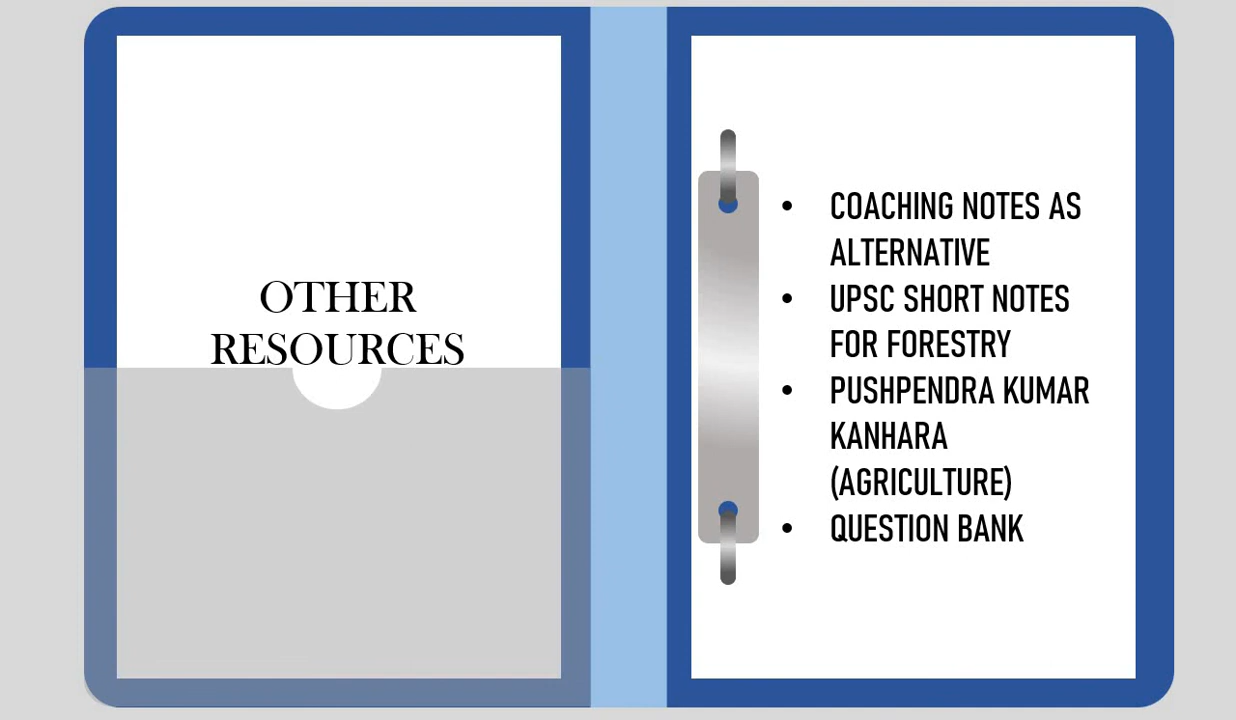 OTHER
RESOURCES
• COACHING NOTES AS
ALTERNATIVE
• UPSC SHORT NOTES
FOR FORESTRY
• PUSHPENDRA KUMAR
KANHARA
(AGRICULTURE)
• QUESTION BANK